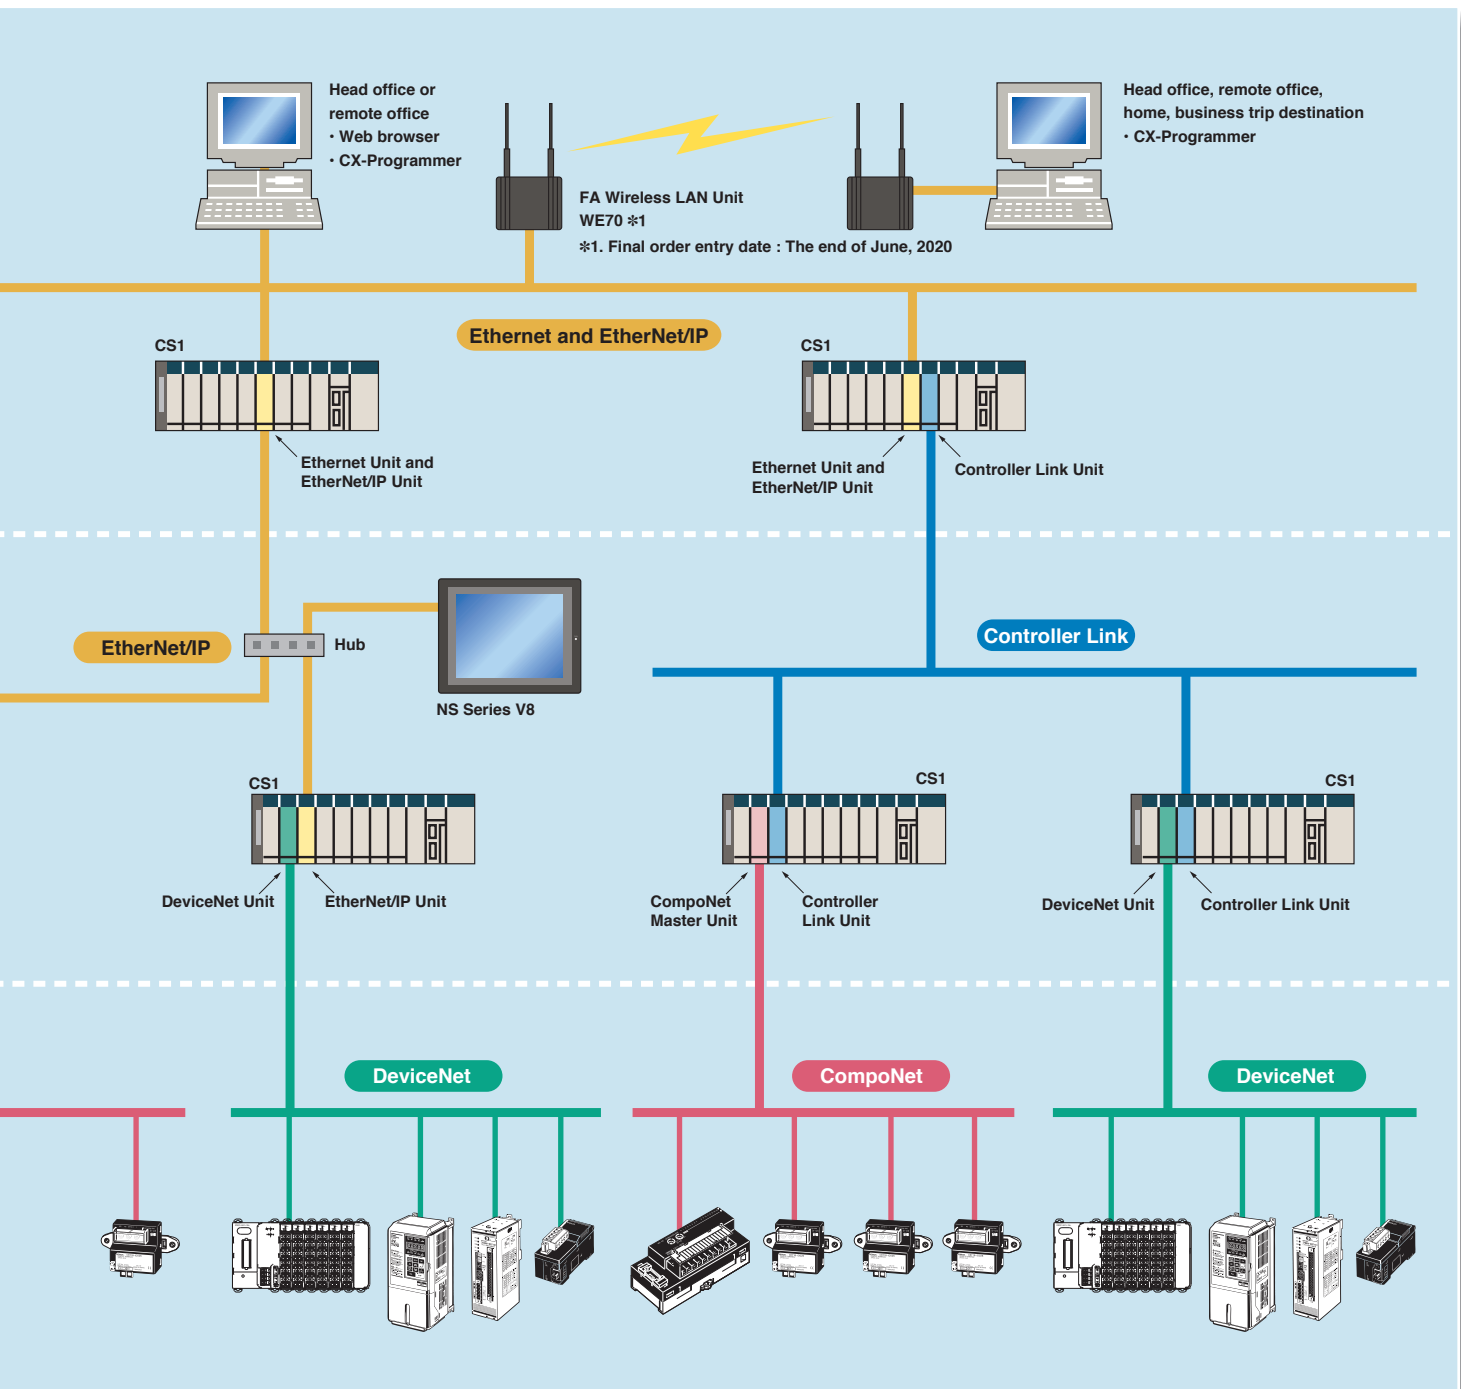 Head office or
remote office
・Web browser
・CX-Programmer
Head office, remote office,
home, business trip destination
・CX-Programmer
FA Wireless LAN Unit
WE70 ✻1
✻1. Final order entry date : The end of June, 2020
Ethernet and EtherNet/IP
CS1
CS1
Ethernet Unit and
EtherNet/IP Unit
Ethernet Unit and
EtherNet/IP Unit
Controller Link Unit
EtherNet/IP
Hub
NS Series V8
Controller Link
CS1
CS1
CS1
DeviceNet Unit
EtherNet/IP Unit
CompoNet
Master Unit
Controller
Link Unit
DeviceNet Unit
Controller Link Unit
DeviceNet
CompoNet
DeviceNet